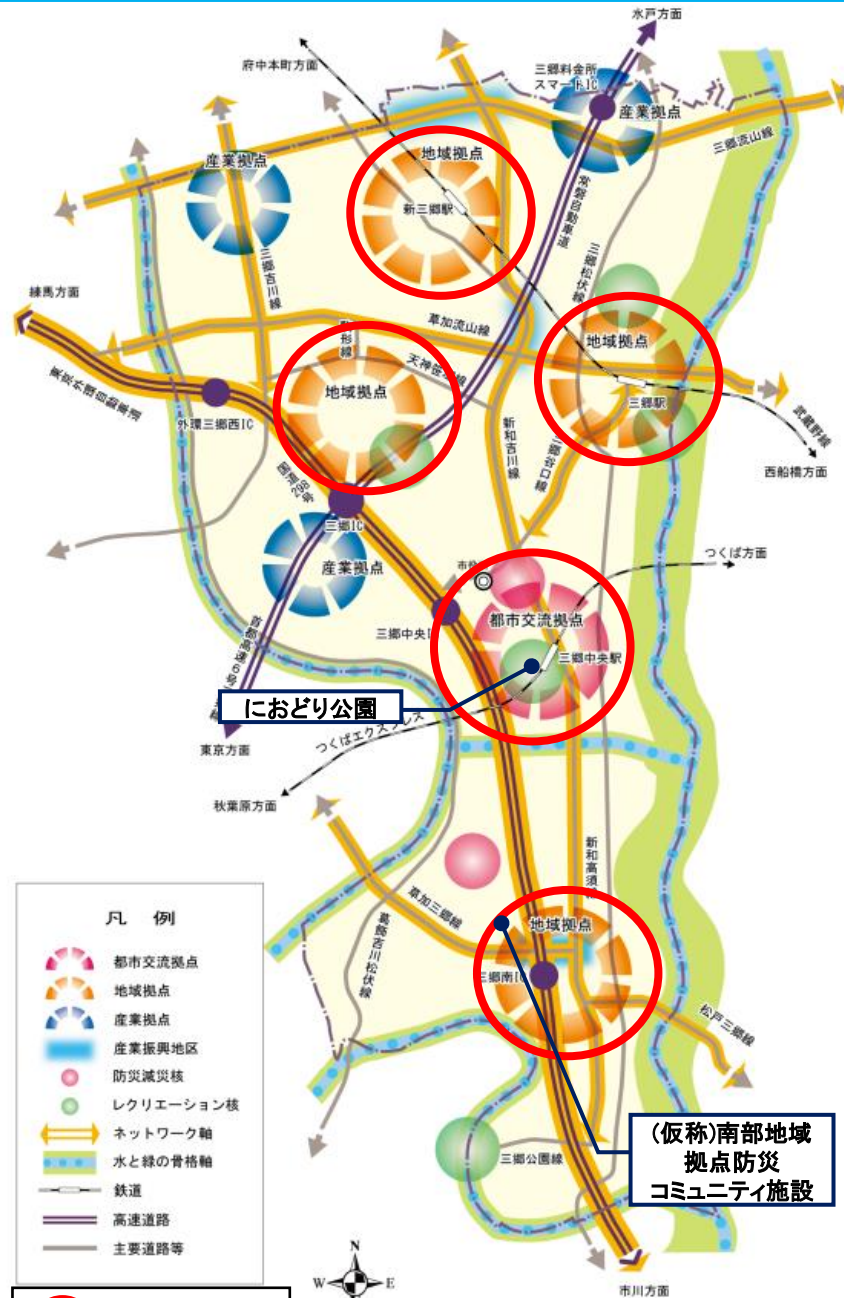 水戸方面
府中本町方面
三郷料金所
スマートIC
産業拠点
三郷流山線
産業拠点
地域拠点
新三郷駅
常磐自動車道
三郷松伏線
三郷吉川線
練馬方面
草加流山線
地域拠点
天神笹
線
東京外環自動車道
地域拠点
三郷駅
武蔵野線
外環三郷西IC
新和吉川線
三郷谷口線
西船橋方面
国道
298
号
三郷IC
産業拠点
市役
つくば方面
三郷中央I
都市交流拠点
三郷中央駅
首都高速6号
におどり公園
つくばエクスプレス
東京方面
秋葉原方面
新和高須線
草加三郷線
地域拠点
葛飾吉川松伏線
三郷南IC
松戸三郷線
(仮称)南部地域
拠点防災
コミュニティ施設
三郷公園線
市川方面
凡 例
都市交流拠点
地域拠点
産業拠点
産業振興地区
防災減災核
レクリエーション核
ネットワーク軸
水と緑の骨格軸
鉄道
高速道路
主要道路等
N
W
E